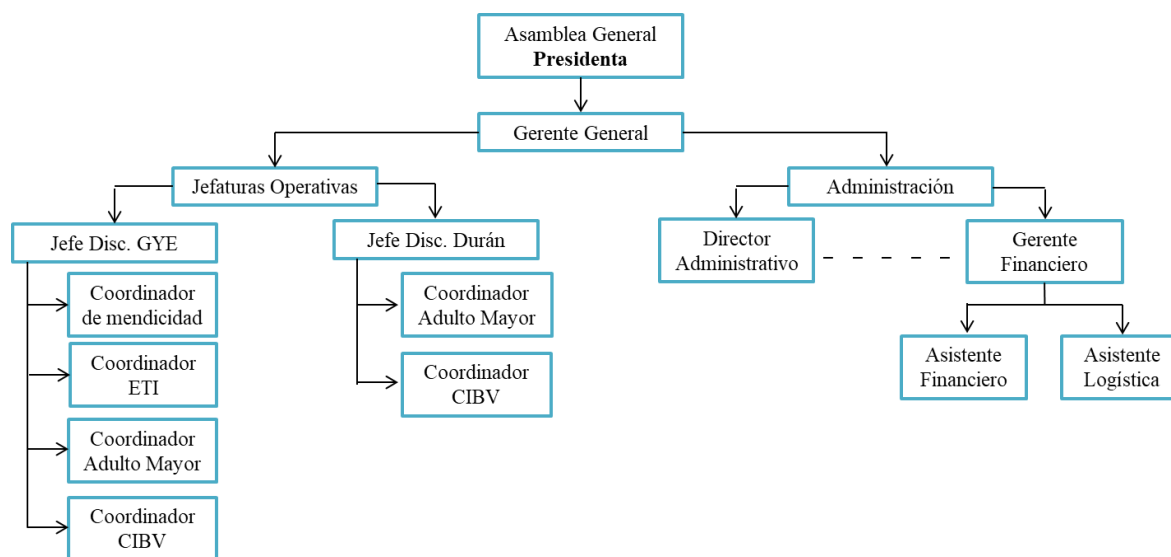 Asamblea General
Presidenta
Gerente General
Jefaturas Operativas
Administración
Jefe Disc. GYE
Jefe Disc. Durán
Director
Administrativo
Gerente
Financiero
Coordinador
de mendicidad
Coordinador
ETI
Coordinador
Adulto Mayor
Coordinador
CIBV
Coordinador
Adulto Mayor
Coordinador
CIBV
Asistente
Financiero
Asistente
Logística